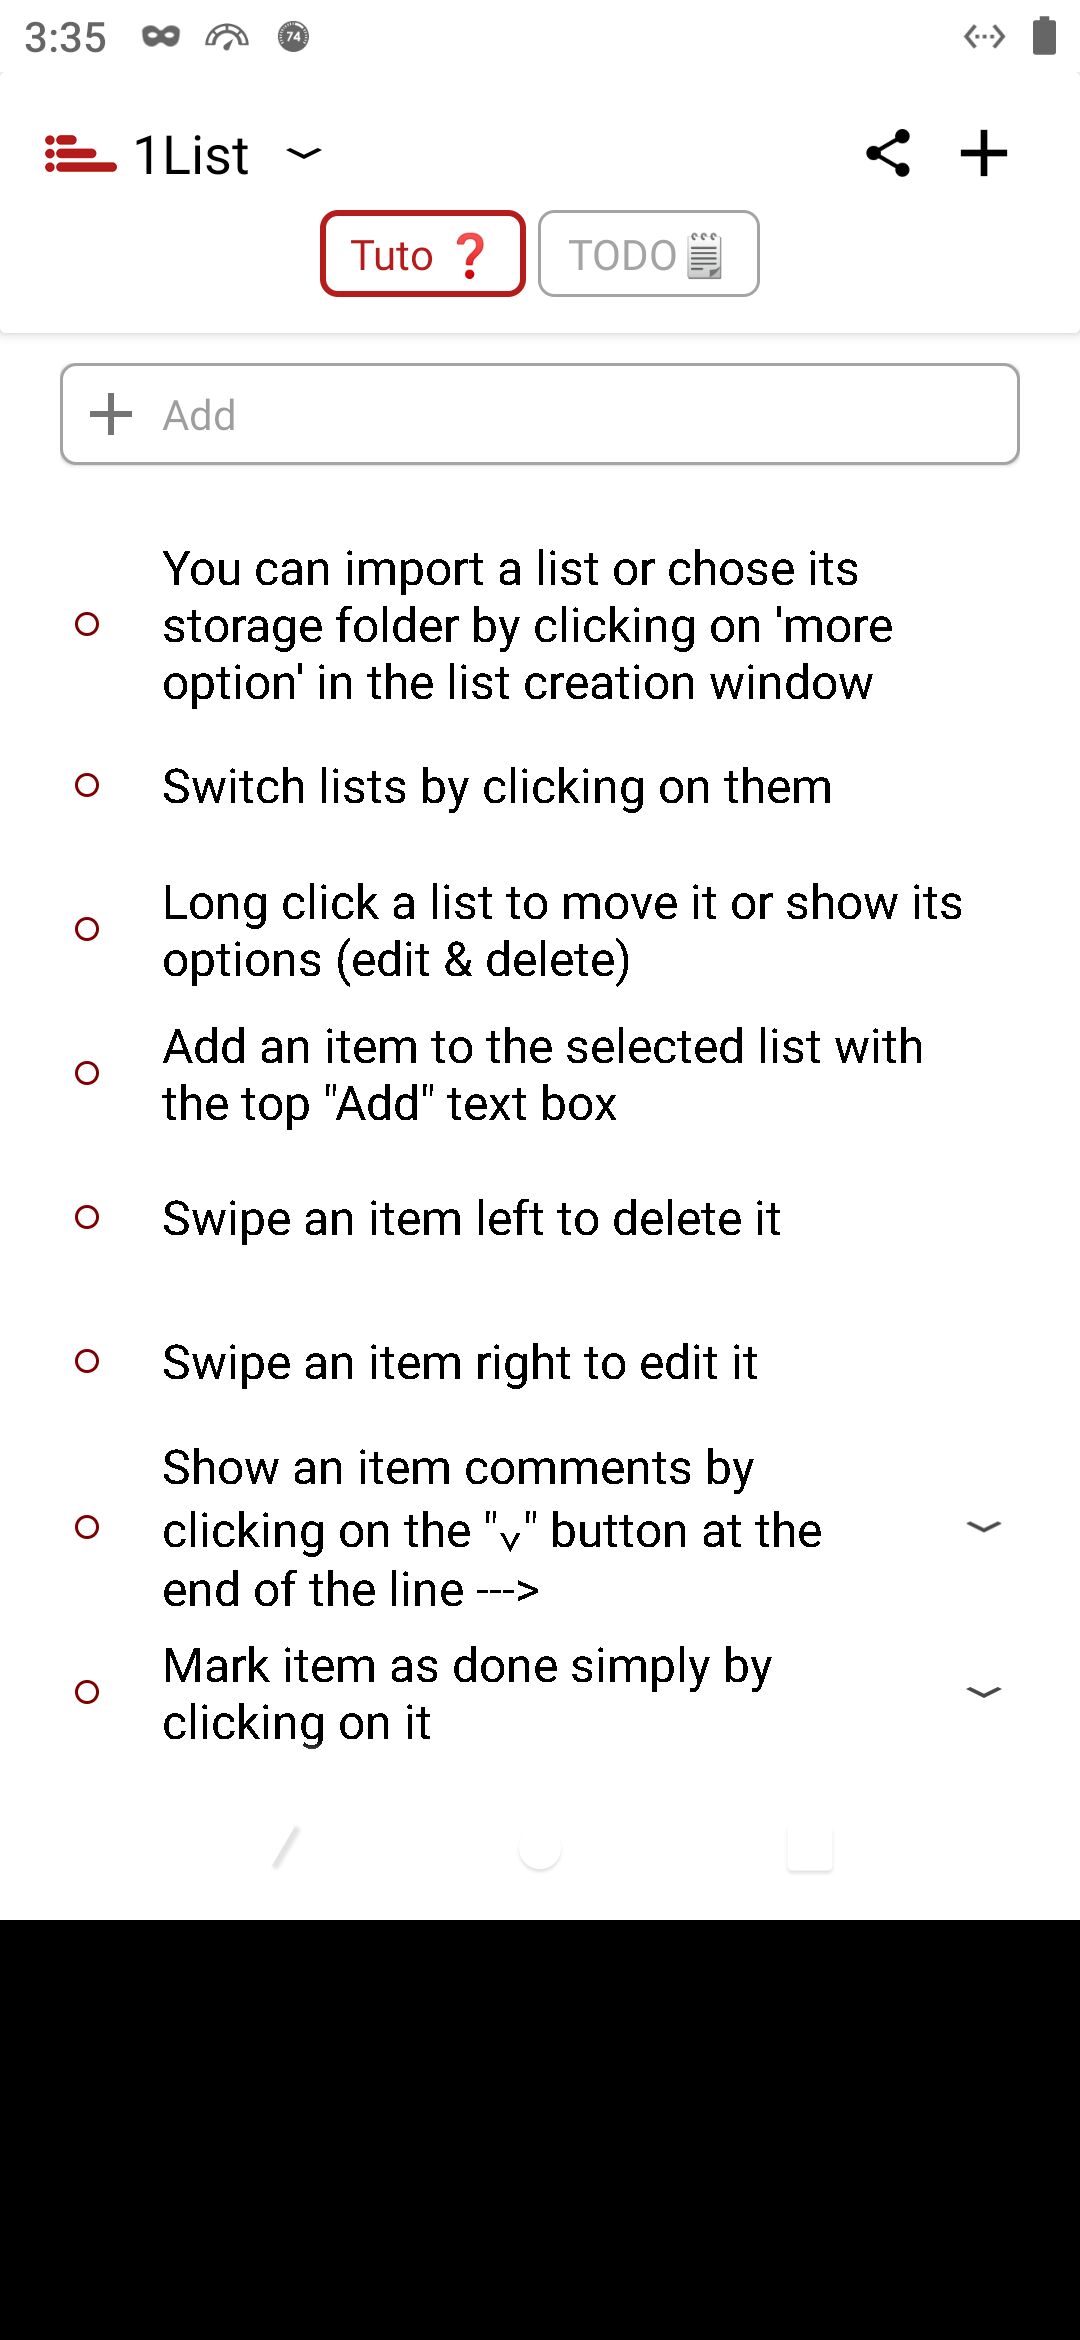 3:35
74
1List
Tuto ❓
TODO
Add
You can import a list or chose its
storage folder by clicking on 'more
option' in the list creation window
Switch lists by clicking on them
Long click a list to move it or show its
options (edit & delete)
Add an item to the selected list with
the top "Add" text box
Swipe an item left to delete it
Swipe an item right to edit it
Show an item comments by
clicking on the "˅" button at the
end of the line --->
Mark item as done simply by
clicking on it